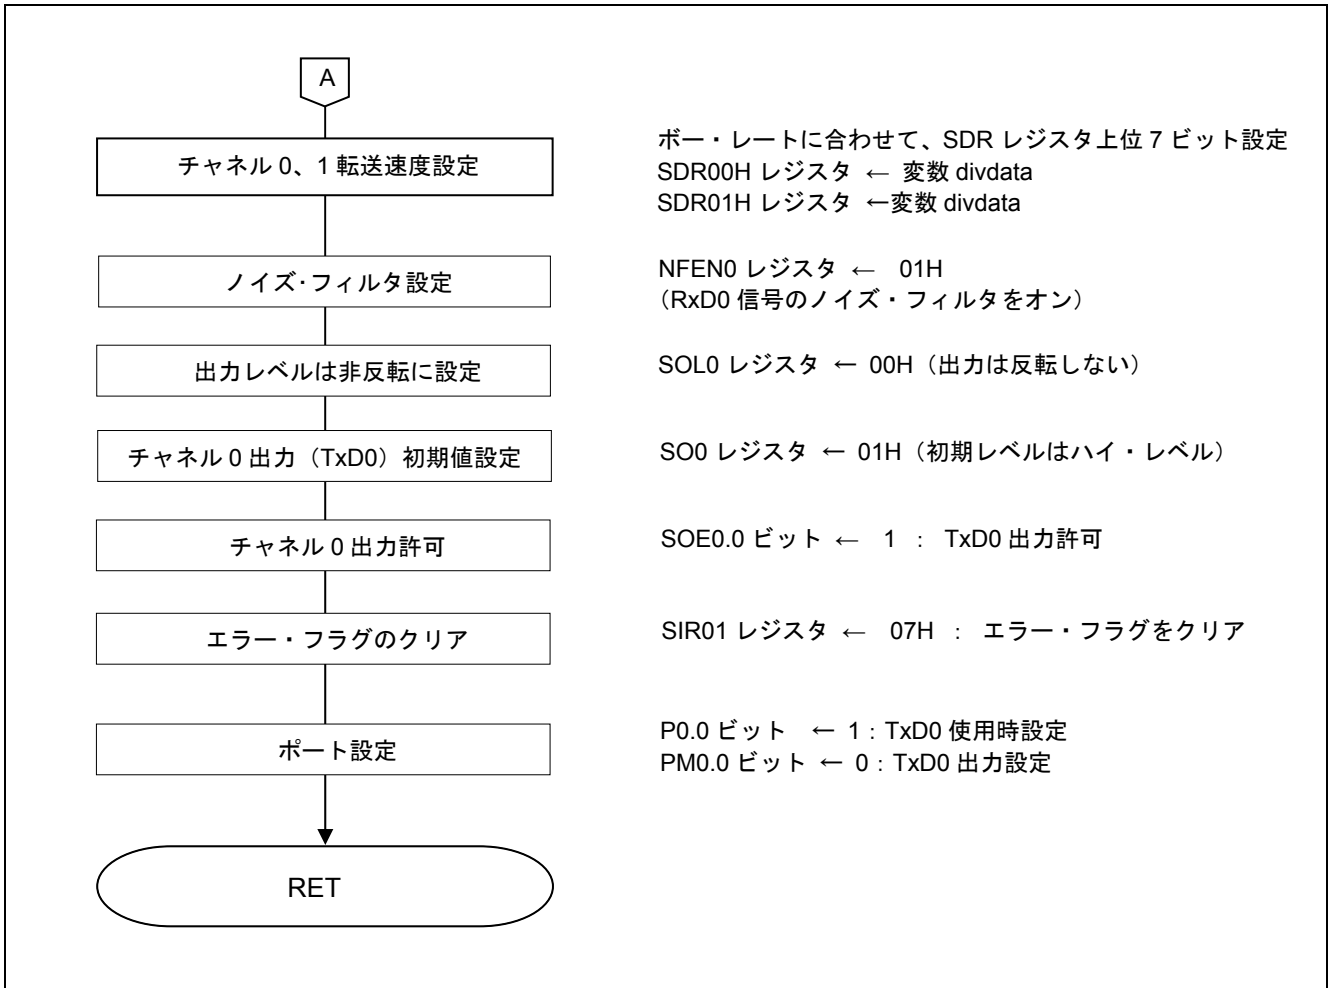 A
チャネル 0、1 転送速度設定
ボー・レートに合わせて、SDR レジスタ上位 7 ビット設定
SDR00H レジスタ ← 変数 divdata
SDR01H レジスタ ←変数 divdata
ノイズ・フィルタ設定
NFEN0 レジスタ ← 01H
（RxD0 信号のノイズ・フィルタをオン）
出力レベルは非反転に設定
SOL0 レジスタ ← 00H（出力は反転しない）
チャネル 0 出力（TxD0）初期値設定
SO0 レジスタ ← 01H（初期レベルはハイ・レベル）
チャネル 0 出力許可
SOE0.0 ビット ← 1 ： TxD0 出力許可
エラー・フラグのクリア
SIR01 レジスタ ← 07H ： エラー・フラグをクリア
ポート設定
P0.0 ビット ← 1：TxD0 使用時設定
PM0.0 ビット ← 0：TxD0 出力設定
RET